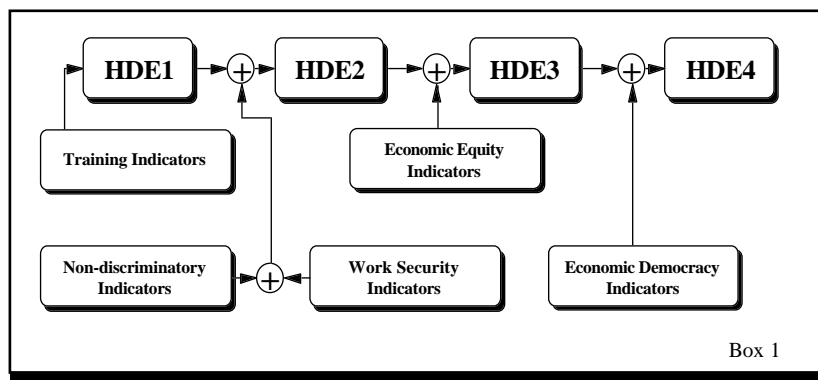 HDE1
HDE2
HDE3
HDE4
Training Indicators
Economic Equity
Indicators
Non-discriminatory
Indicators
Work Security
Indicators
Economic Democracy
Indicators
Box 1